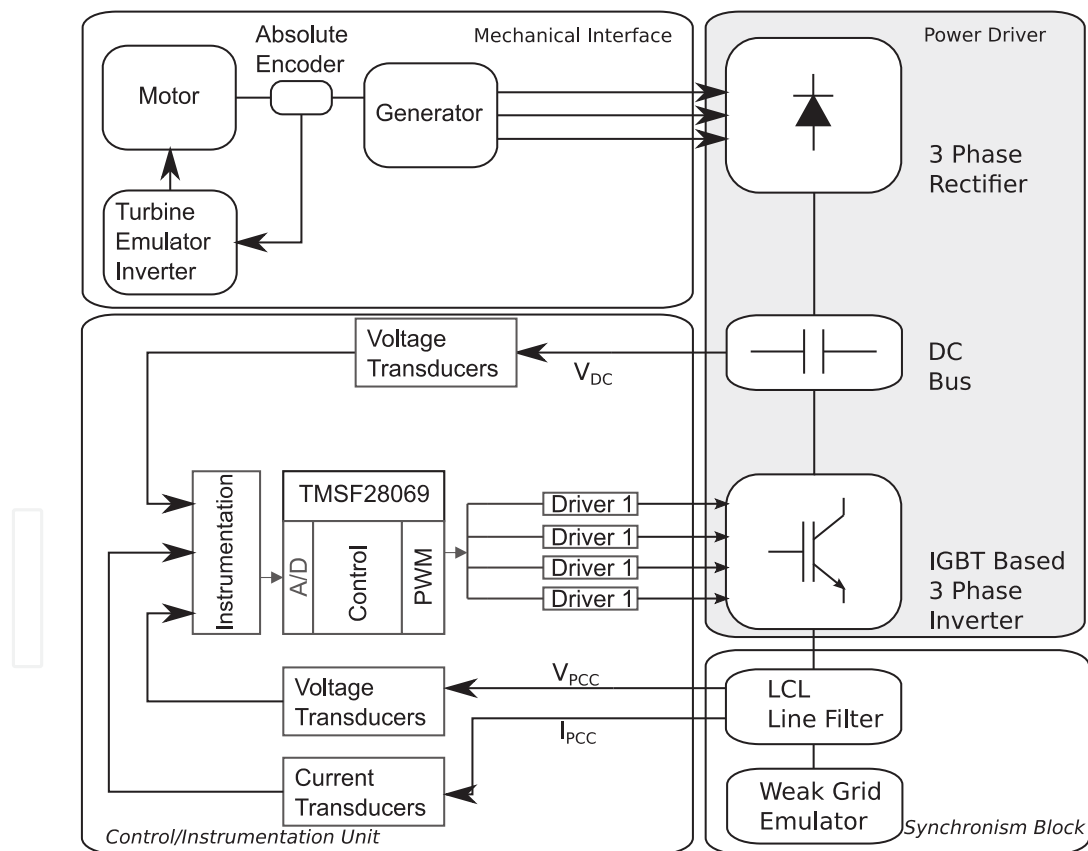 Mechanical Interface
Absolute
Encoder
Motor
Generator
Turbine
Emulator
Inverter
Power Driver
3 Phase
Rectifier
DC
Bus
IGBT Based
3 Phase
Inverter
Voltage
Transducers
VDC
Instrumentation
TMSF28069
A/D
Control
PWM
Driver 1
Driver 1
Driver 1
Driver 1
Voltage
Transducers
VPCC
IPCC
Current
Transducers
Control/Instrumentation Unit
LCL
Line Filter
Weak Grid
Emulator
Synchronism Block